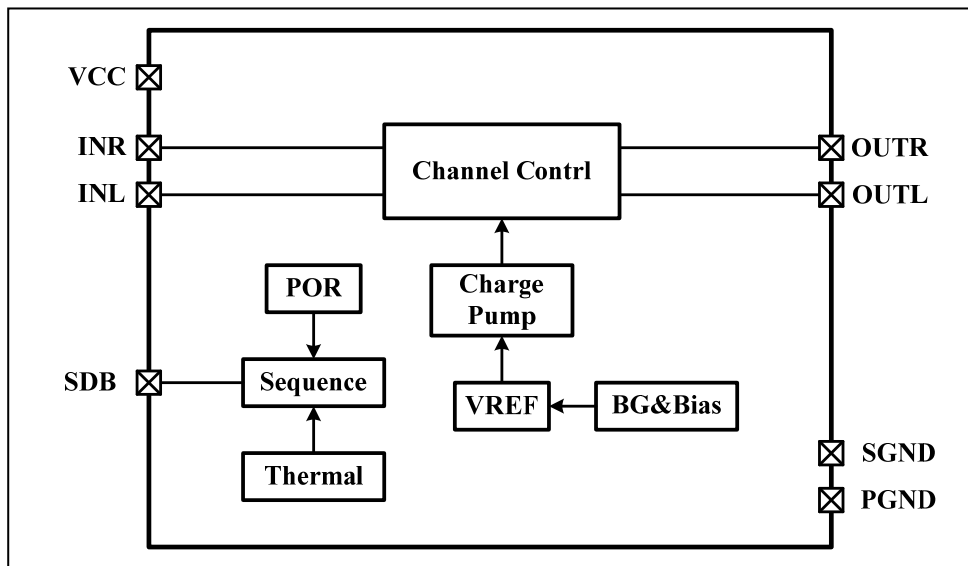 VCC
INR
Channel Contrl
OUTR
INL
OUTL
POR
Charge
Pump
SDB
Sequence
VREF
BG&Bias
Thermal
SGND
PGND